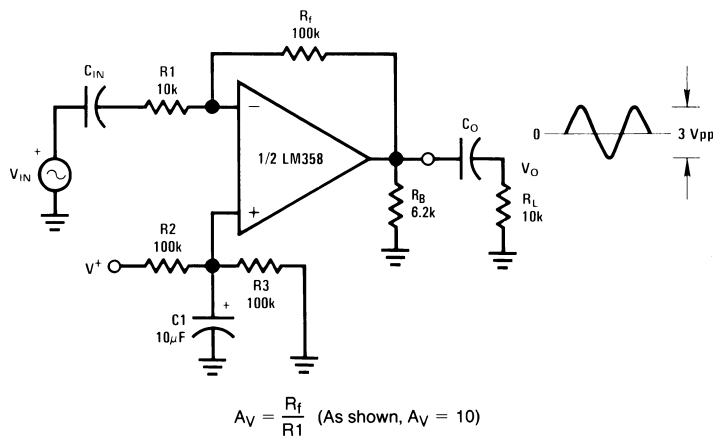 Rf
100k
CIN
R1
10k
−
1/2 LM358
+
+
VIN
CO
VO
0
3 Vpp
RB
6.2k
RL
10k
R2
100k
V+
R3
100k
+
C1
10μF
AV = Rf/R1 (As shown, AV = 10)